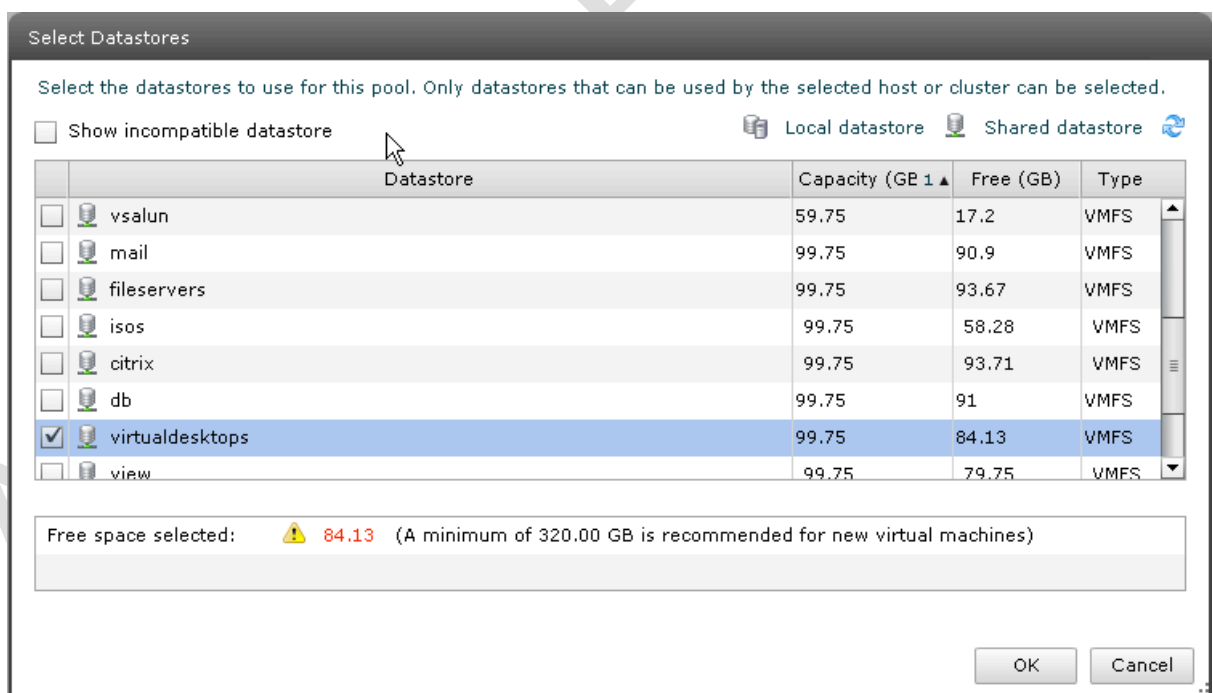 Select Datastores
Select the datastores to use for this pool. Only datastores that can be used by the selected host or cluster can be selected.
Show incompatible datastore Local datastore Shared datastore
Datastore Capacity (GB 1 Free (GB) Type
vsalun 59.75 17.2 VMFS
mail 99.75 90.9 VMFS
fileservers 99.75 93.67 VMFS
isos 99.75 58.28 VMFS
citrix 99.75 93.71 VMFS
db 99.75 91 VMFS
virtualdesktops 99.75 84.13 VMFS
view 99.75 79.75 VMFS
Free space selected: 84.13 (A minimum of 320.00 GB is recommended for new virtual machines)
OK Cancel